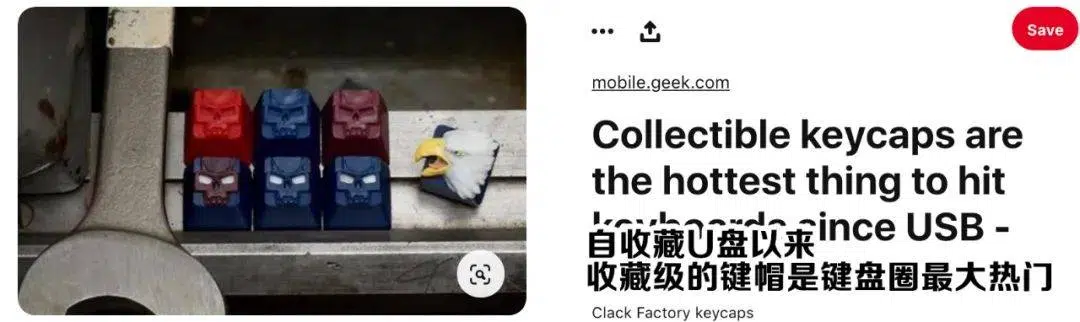 Save
mobile.geek.com
Collectible keycaps are
the hottest thing to hit
keyboards since USB -
自收藏U盘以来
收藏级的键帽是键盘圈最大热门
Clack Factory keycaps